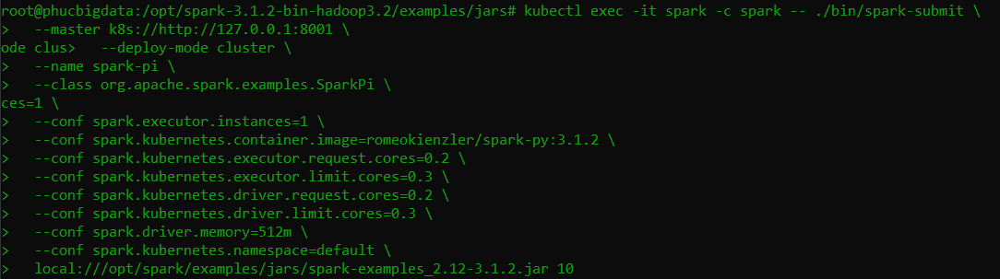 root@phucbigdata:/opt/spark-3.1.2-bin-hadoop3.2/examples/jars# kubectl exec -it spark -c spark -- ./bin/spark-submit \
>   --master k8s://http://127.0.0.1:8001 \
ode clus>   --deploy-mode cluster \
>   --name spark-pi \
>   --class org.apache.spark.examples.SparkPi \
ces=1 \
>   --conf spark.executor.instances=1 \
>   --conf spark.kubernetes.container.image=romeokienzler/spark-py:3.1.2 \
>   --conf spark.kubernetes.executor.request.cores=0.2 \
>   --conf spark.kubernetes.executor.limit.cores=0.3 \
>   --conf spark.kubernetes.driver.request.cores=0.2 \
>   --conf spark.kubernetes.driver.limit.cores=0.3 \
>   --conf spark.driver.memory=512m \
>   --conf spark.kubernetes.namespace=default \
>   local:///opt/spark/examples/jars/spark-examples_2.12-3.1.2.jar 10